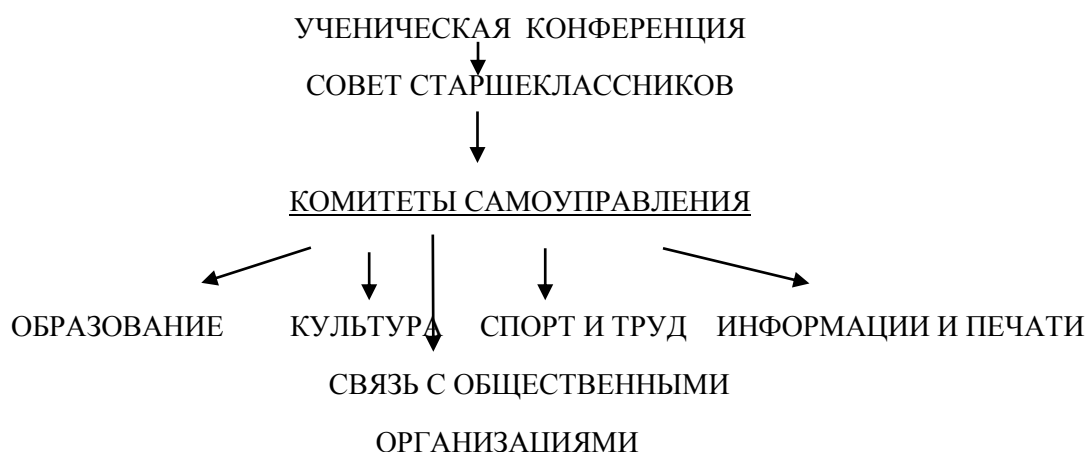 УЧЕНИЧЕСКАЯ КОНФЕРЕНЦИЯ
СОВЕТ СТАРШЕКЛАССНИКОВ
КОМИТЕТЫ САМОУПРАВЛЕНИЯ
ОБРАЗОВАНИЕ КУЛЬТУРА СПОРТ И ТРУД ИНФОРМАЦИИ И ПЕЧАТИ
СВЯЗЬ С ОБЩЕСТВЕННЫМИ
ОРГАНИЗАЦИЯМИ